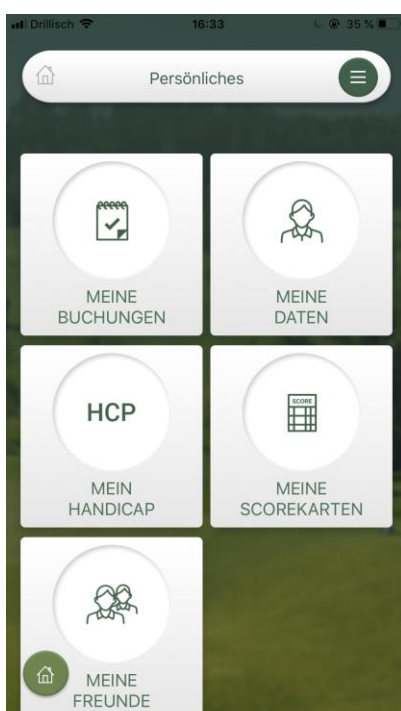 Drillisch 16:33 35 %
Persönliches
MEINE
BUCHUNGEN
MEINE
DATEN
HCP
MEIN
HANDICAP
SCORE
MEINE
SCOREKARTEN
MEINE
FREUNDE